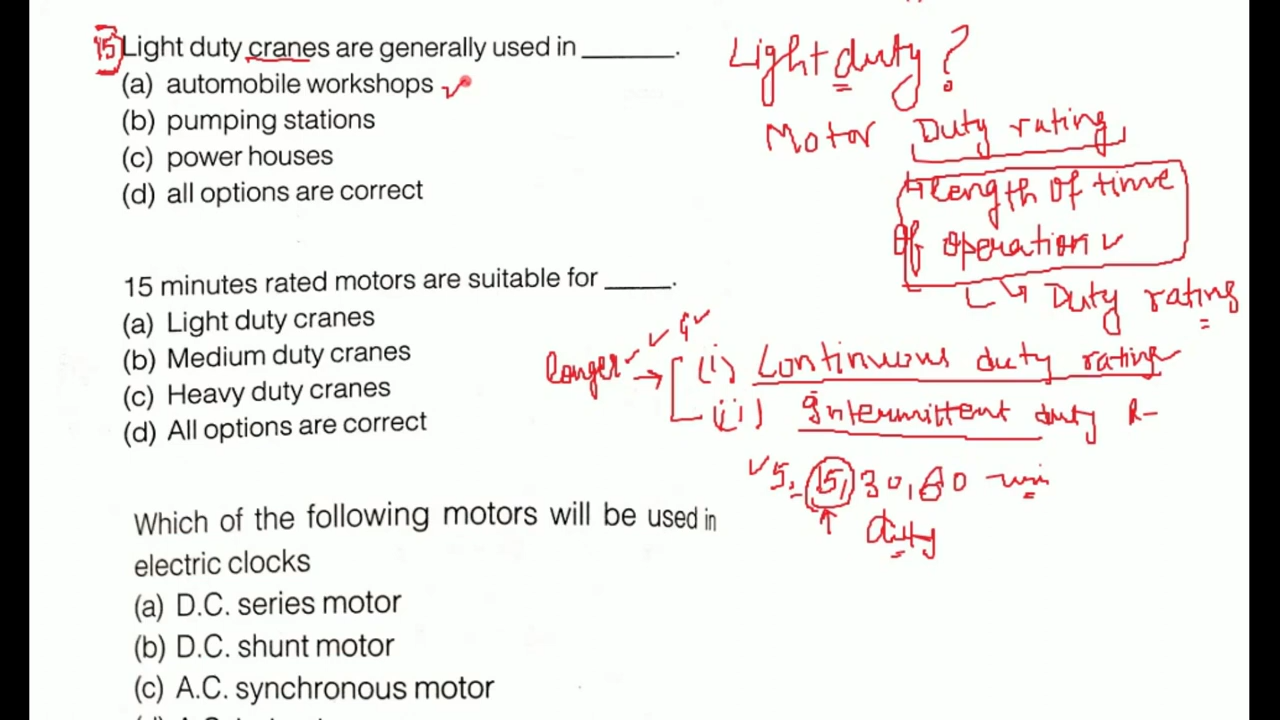 15 Light duty cranes are generally used in ______.
(a) automobile workshops ✓
(b) pumping stations
(c) power houses
(d) all options are correct
15 minutes rated motors are suitable for _____.
(a) Light duty cranes
(b) Medium duty cranes
(c) Heavy duty cranes
(d) All options are correct
Which of the following motors will be used in
electric clocks
(a) D.C. series motor
(b) D.C. shunt motor
(c) A.C. synchronous motor
Light duty ?
Motor Duty rating
length of time
of operation ✓
Duty rating
longer ✓ ✓ ✓
(i) Continuous duty rating
(ii) Intermittent duty R-
✓ 5, 15, 30, 60 min
duty